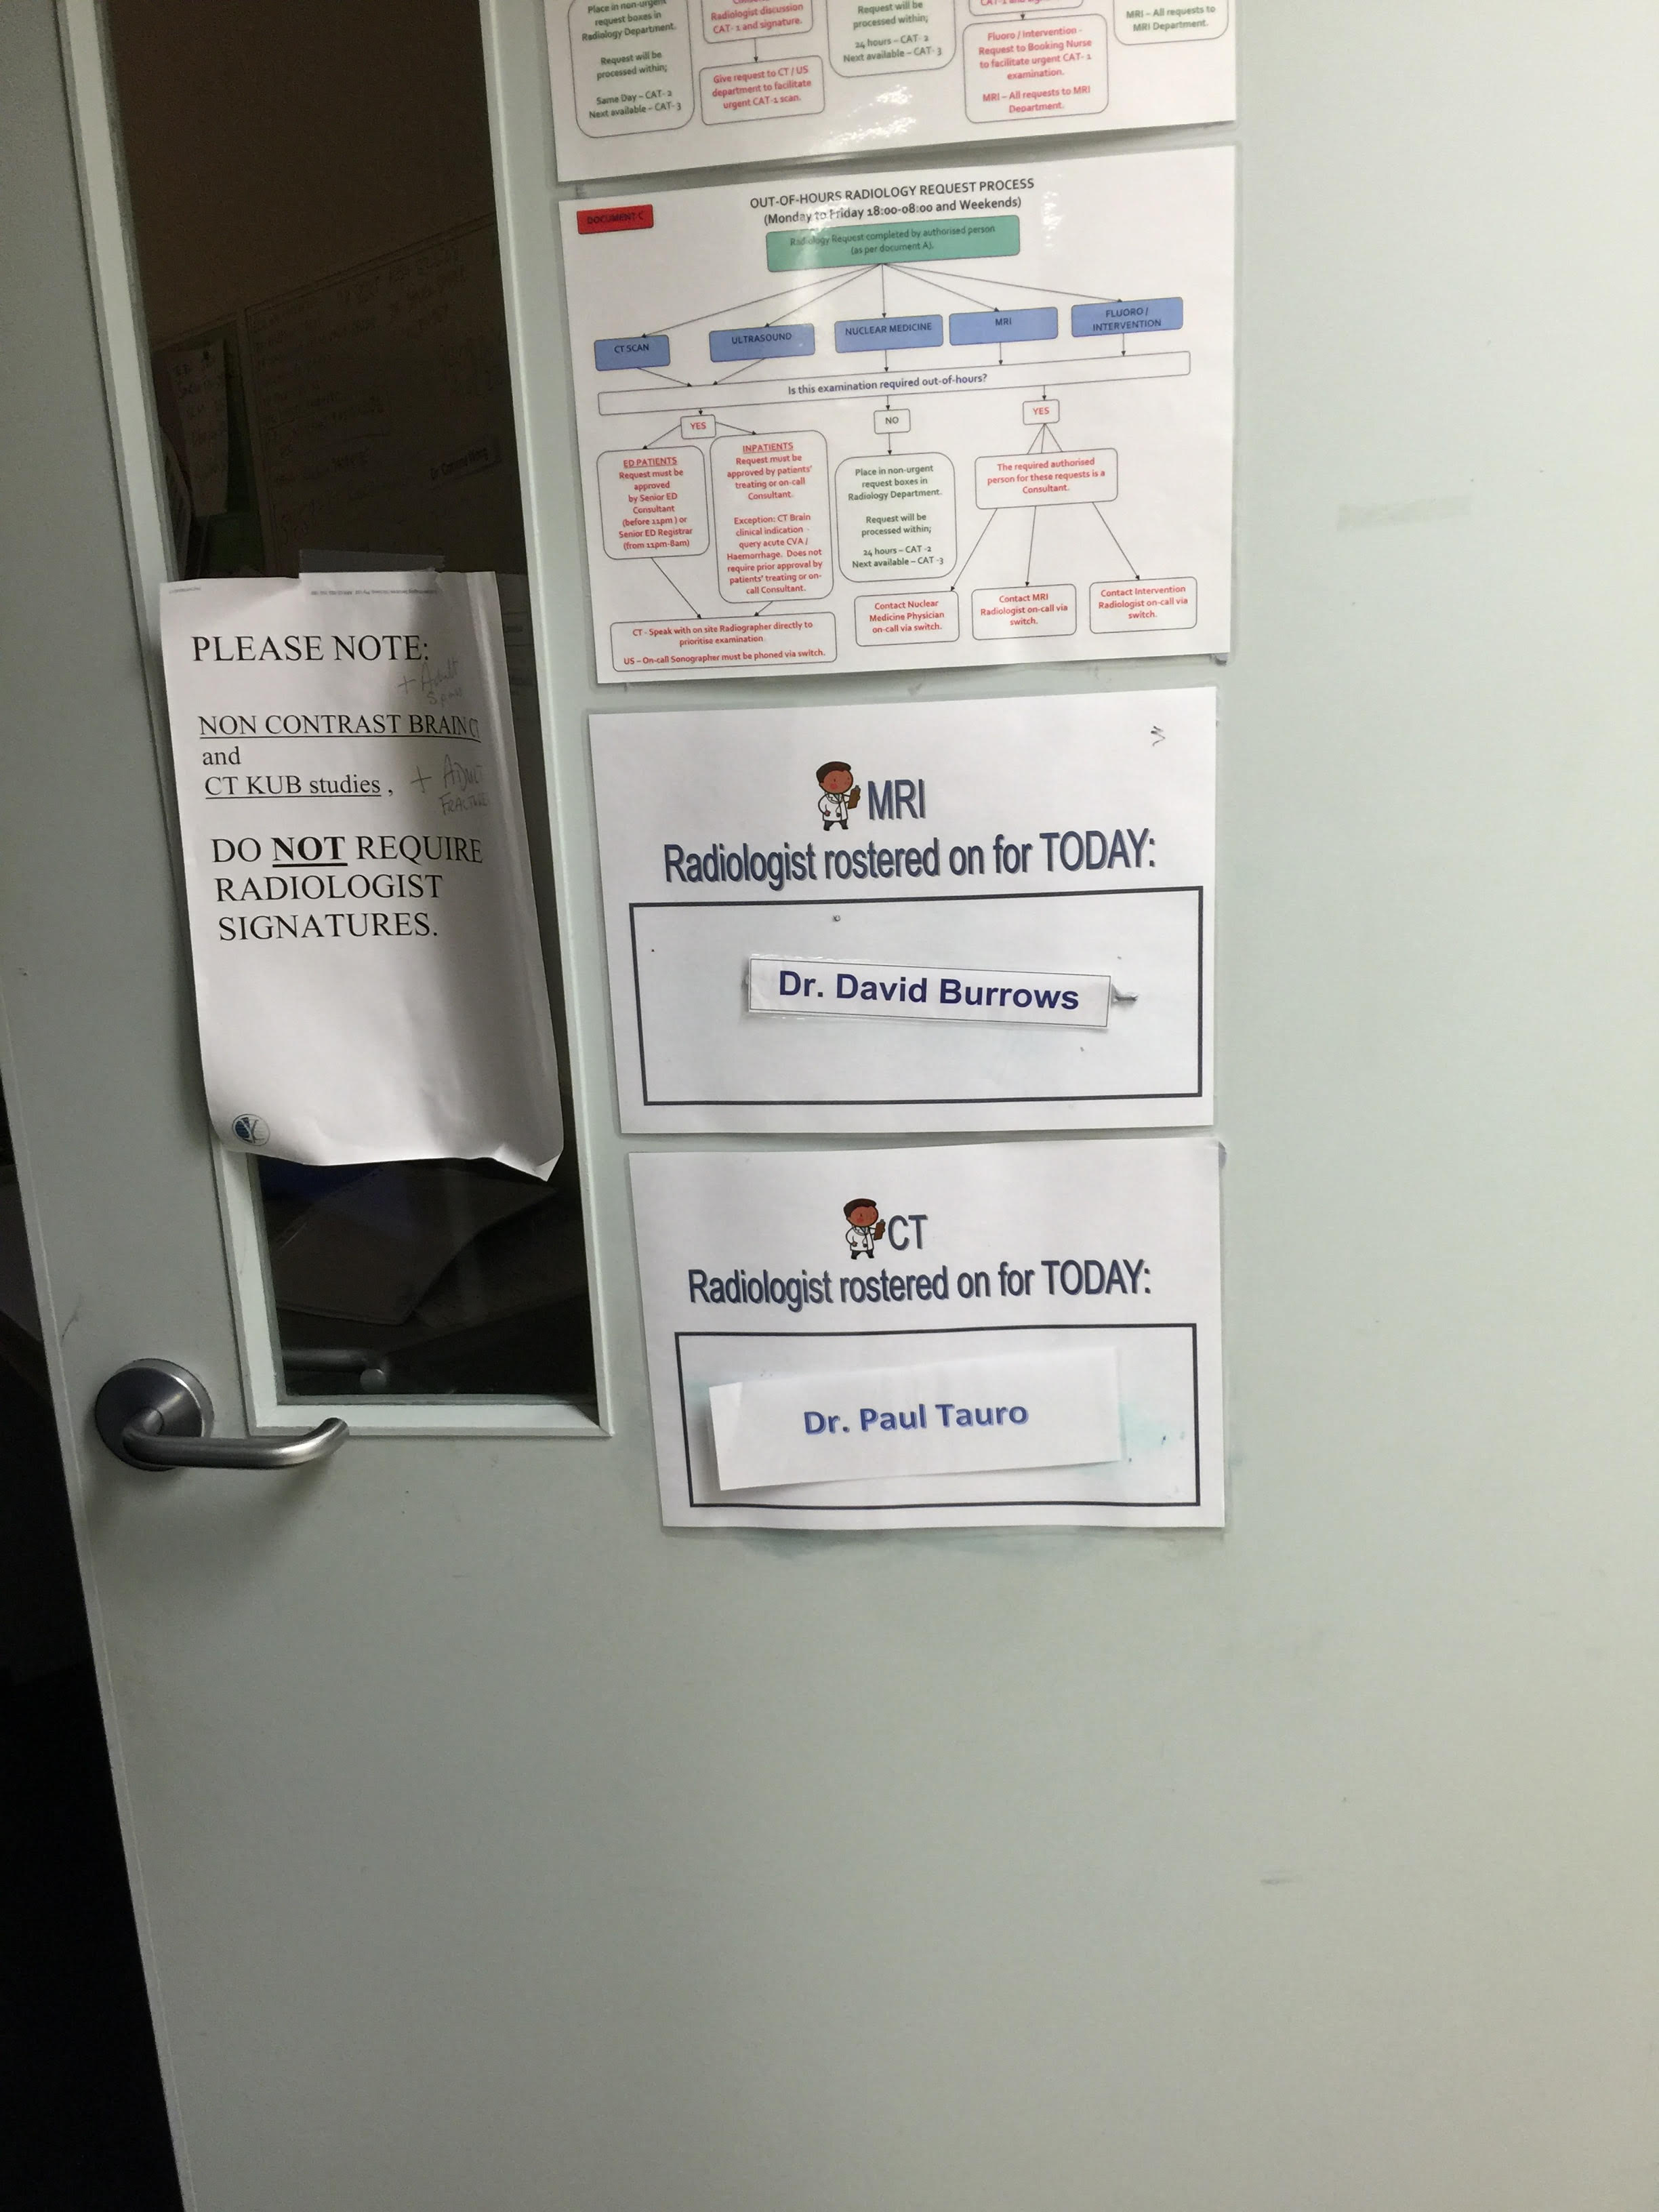 Place in non-urgent
request boxes in
Radiology Department.
Request will be
processed within;
Same Day – CAT- 2
Next available – CAT- 3
Radiologist discussion
CAT- 1 and signature.
Give request to CT / US
department to facilitate
urgent CAT-1 scan.
Request will be
processed within;
24 hours – CAT- 2
Next available – CAT- 3
Fluoro / Intervention -
Request to Booking Nurse
to facilitate urgent CAT- 1
examination.
MRI – All requests to MRI
Department.
MRI – All requests to
MRI Department.
DOCUMENT C
OUT-OF-HOURS RADIOLOGY REQUEST PROCESS
(Monday to Friday 18:00-08:00 and Weekends)
Radiology Request completed by authorised person
(as per document A).
CT SCAN
ULTRASOUND
NUCLEAR MEDICINE
MRI
FLUORO /
INTERVENTION
Is this examination required out-of-hours?
YES
NO
YES
ED PATIENTS
Request must be
approved
by Senior ED
Consultant
(before 11pm ) or
Senior ED Registrar
(from 11pm-8am)
INPATIENTS
Request must be
approved by patients'
treating or on-call
Consultant.
Exception: CT Brain
clinical indication -
query acute CVA /
Haemorrhage. Does not
require prior approval by
patients' treating or on-
call Consultant.
Place in non-urgent
request boxes in
Radiology Department.
Request will be
processed within;
24 hours – CAT -2
Next available – CAT -3
The required authorised
person for these requests is a
Consultant.
CT - Speak with on site Radiographer directly to
prioritise examination
US – On-call Sonographer must be phoned via switch.
Contact Nuclear
Medicine Physician
on-call via switch.
Contact MRI
Radiologist on-call via
switch.
Contact Intervention
Radiologist on-call via
switch.
PLEASE NOTE:
+ Adult
NON CONTRAST BRAIN CT
and
CT KUB studies ,
DO NOT REQUIRE
RADIOLOGIST
SIGNATURES.
MRI
Radiologist rostered on for TODAY:
Dr. David Burrows
CT
Radiologist rostered on for TODAY:
Dr. Paul Tauro